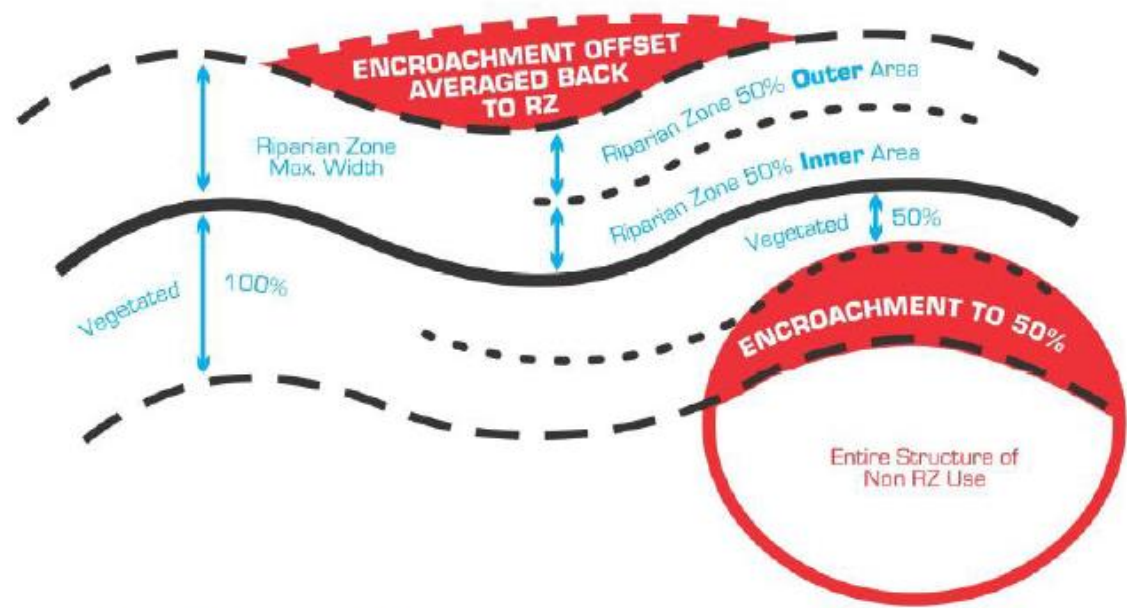 ENCROACHMENT OFFSET
AVERAGED BACK
TO RZ
Riparian Zone
Max. Width
Riparian Zone 50% Outer Area
Riparian Zone 50% Inner Area
Vegetated 50%
Vegetated 100%
ENCROACHMENT TO 50%
Entire Structure of
Non RZ Use